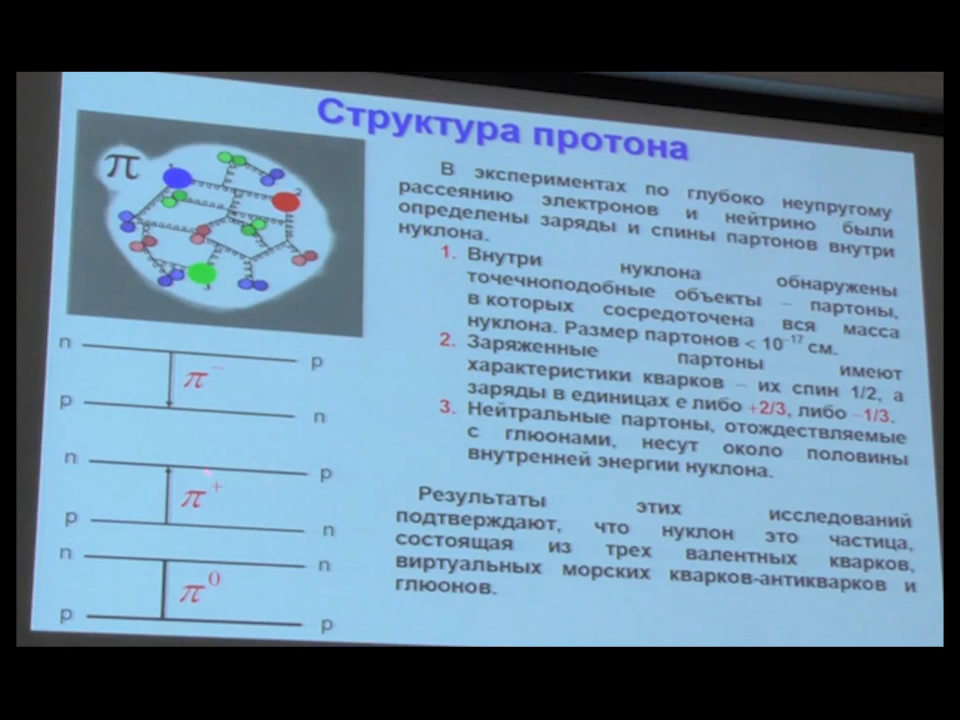 Структура протона
π
1
2
3
В экспериментах по глубоко неупругому
рассеянию электронов и нейтрино были
определены заряды и спины партонов внутри
нуклона.
1. Внутри нуклона обнаружены
точечноподобные объекты – партоны,
в которых сосредоточена вся масса
нуклона. Размер партонов < 10⁻¹⁷ см.
2. Заряженные партоны имеют
характеристики кварков – их спин 1/2, а
заряды в единицах е либо +2/3, либо –1/3.
3. Нейтральные партоны, отождествляемые
с глюонами, несут около половины
внутренней энергии нуклона.
Результаты этих исследований
подтверждают, что нуклон это частица,
состоящая из трех валентных кварков,
виртуальных морских кварков-антикварков и
глюонов.
n p
π⁻
p n
n p
π⁺
p n
n n
π⁰
p p